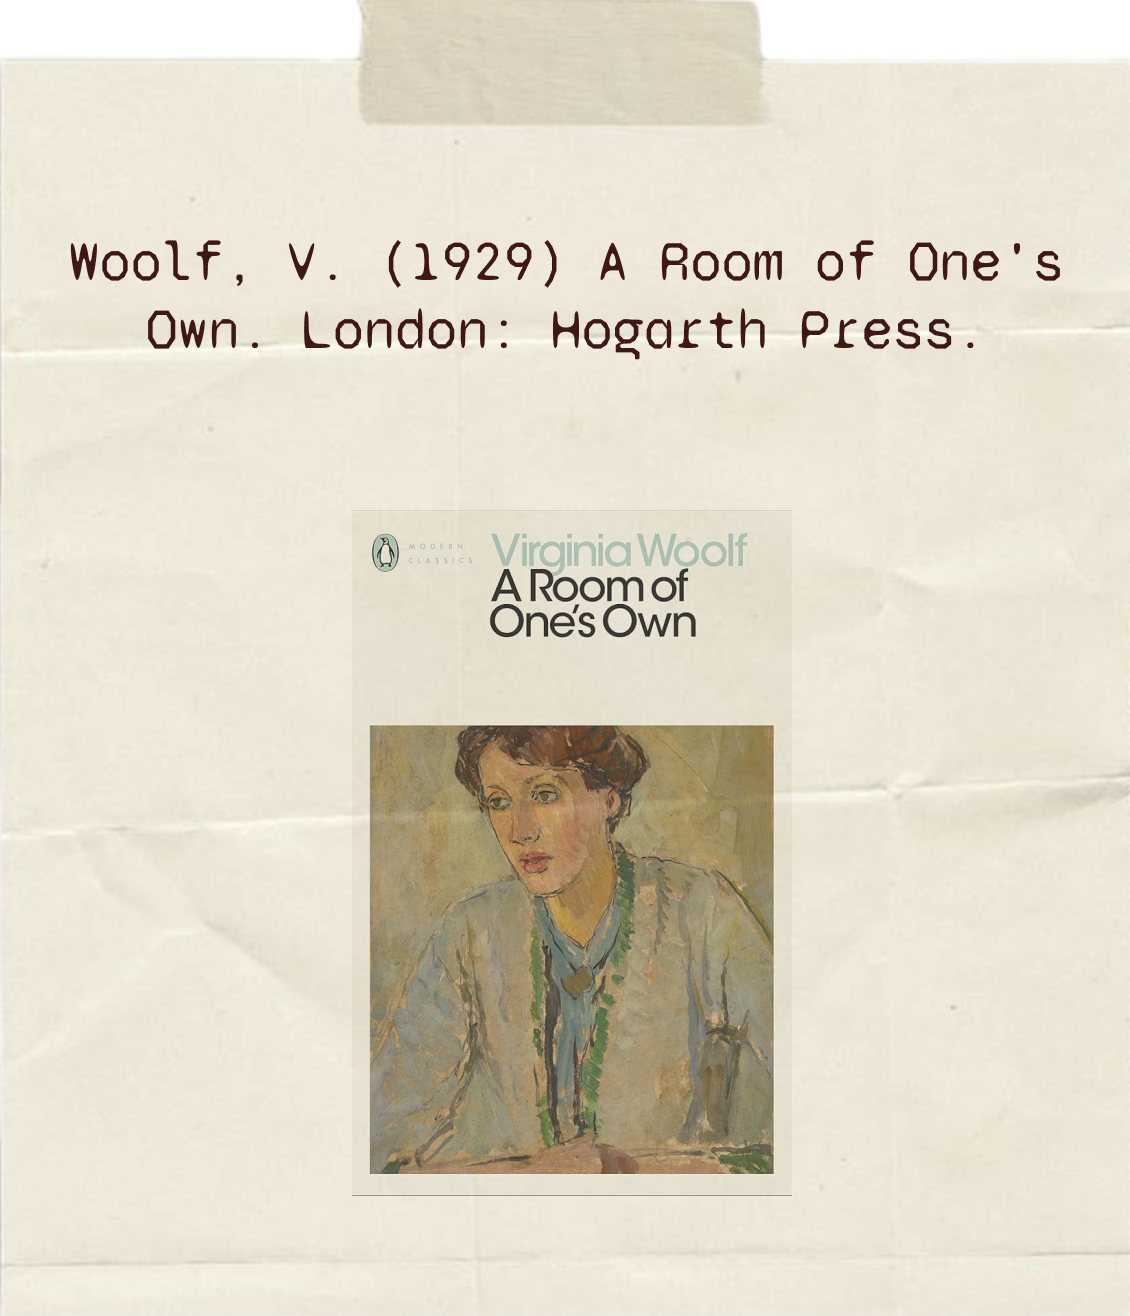 Woolf, V. (1929) A Room of One's
Own. London: Hogarth Press.
MODERN
CLASSICS
Virginia Woolf
A Room of
One's Own